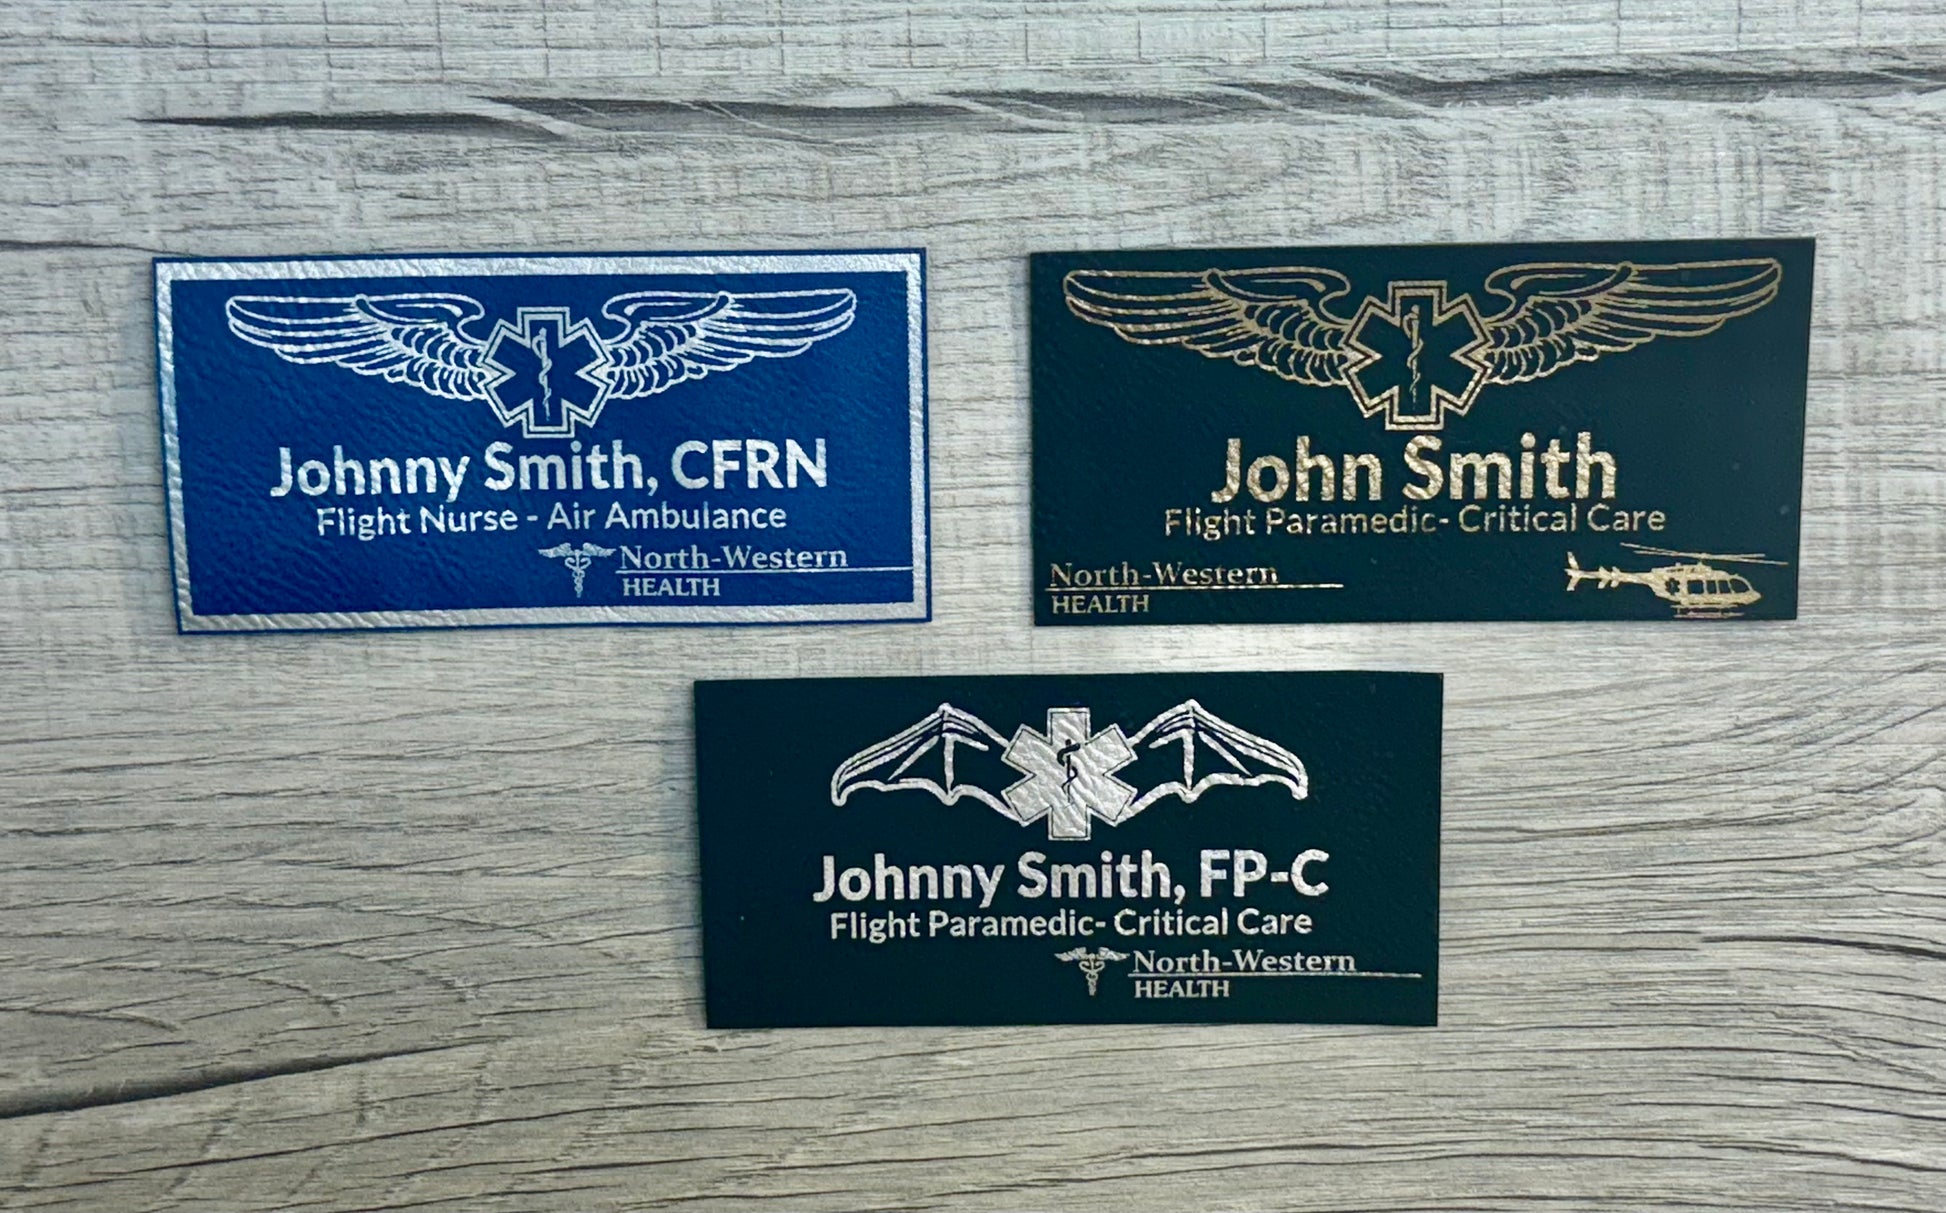 Johnny Smith, CFRN
Flight Nurse - Air Ambulance
North-Western
HEALTH
John Smith
Flight Paramedic- Critical Care
North-Western
HEALTH
Johnny Smith, FP-C
Flight Paramedic- Critical Care
North-Western
HEALTH